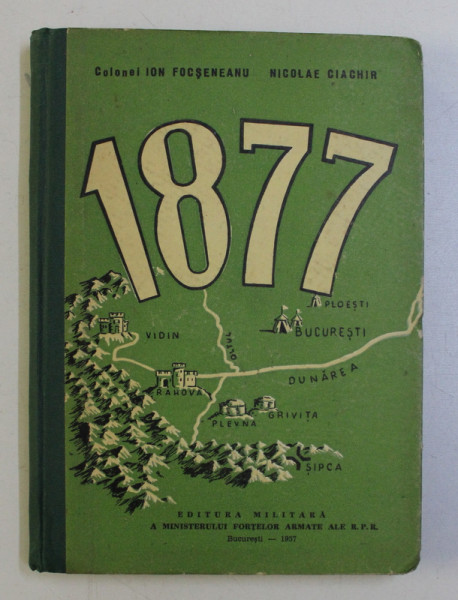 Colonel ION FOCȘENEANU NICOLAE CIACHIR
1877
PLOEȘTI
BUCUREȘTI
VIDIN
OLTUL
DUNĂREA
RAHOVA
GRIVIȚA
PLEVNA
ȘIPCA
EDITURA MILITARĂ
A MINISTERULUI FORȚELOR ARMATE ALE R.P.R.
București — 1957